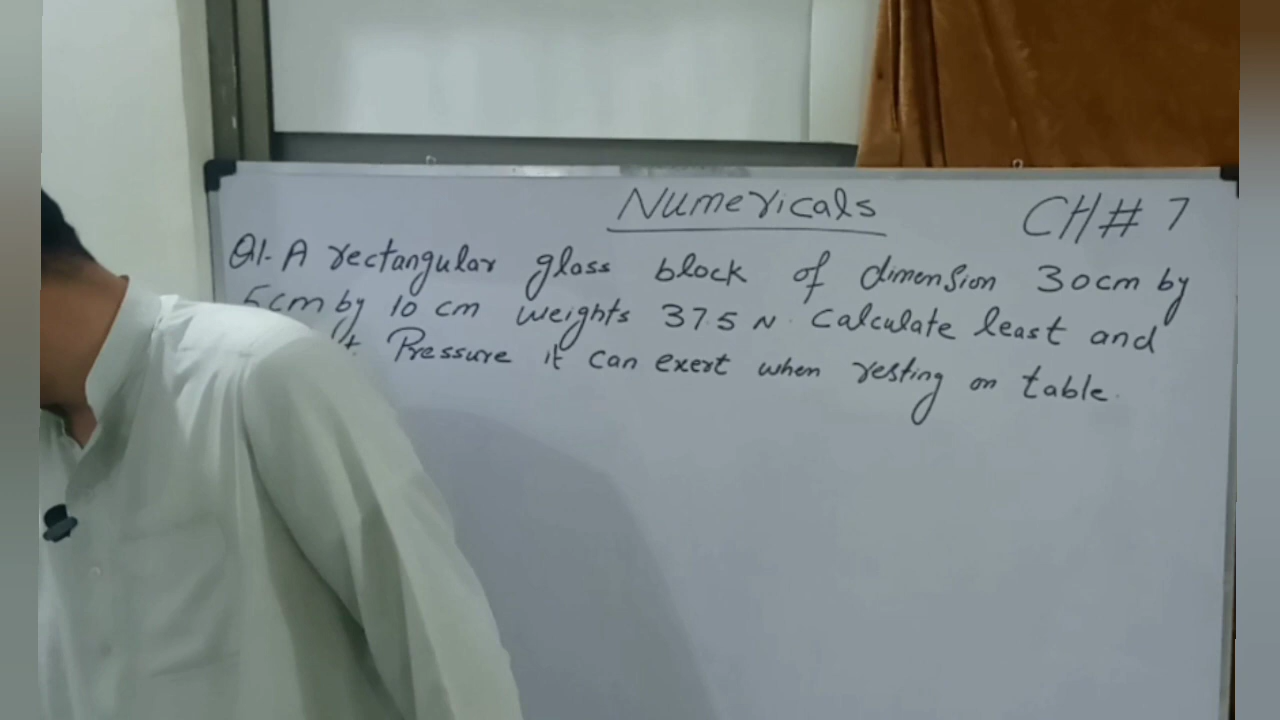 Numericals
CH# 7
Q1. A rectangular glass block of dimension 30cm by
5cm by 10 cm weights 37.5 N. Calculate least and
Pressure it can exert when resting on table.